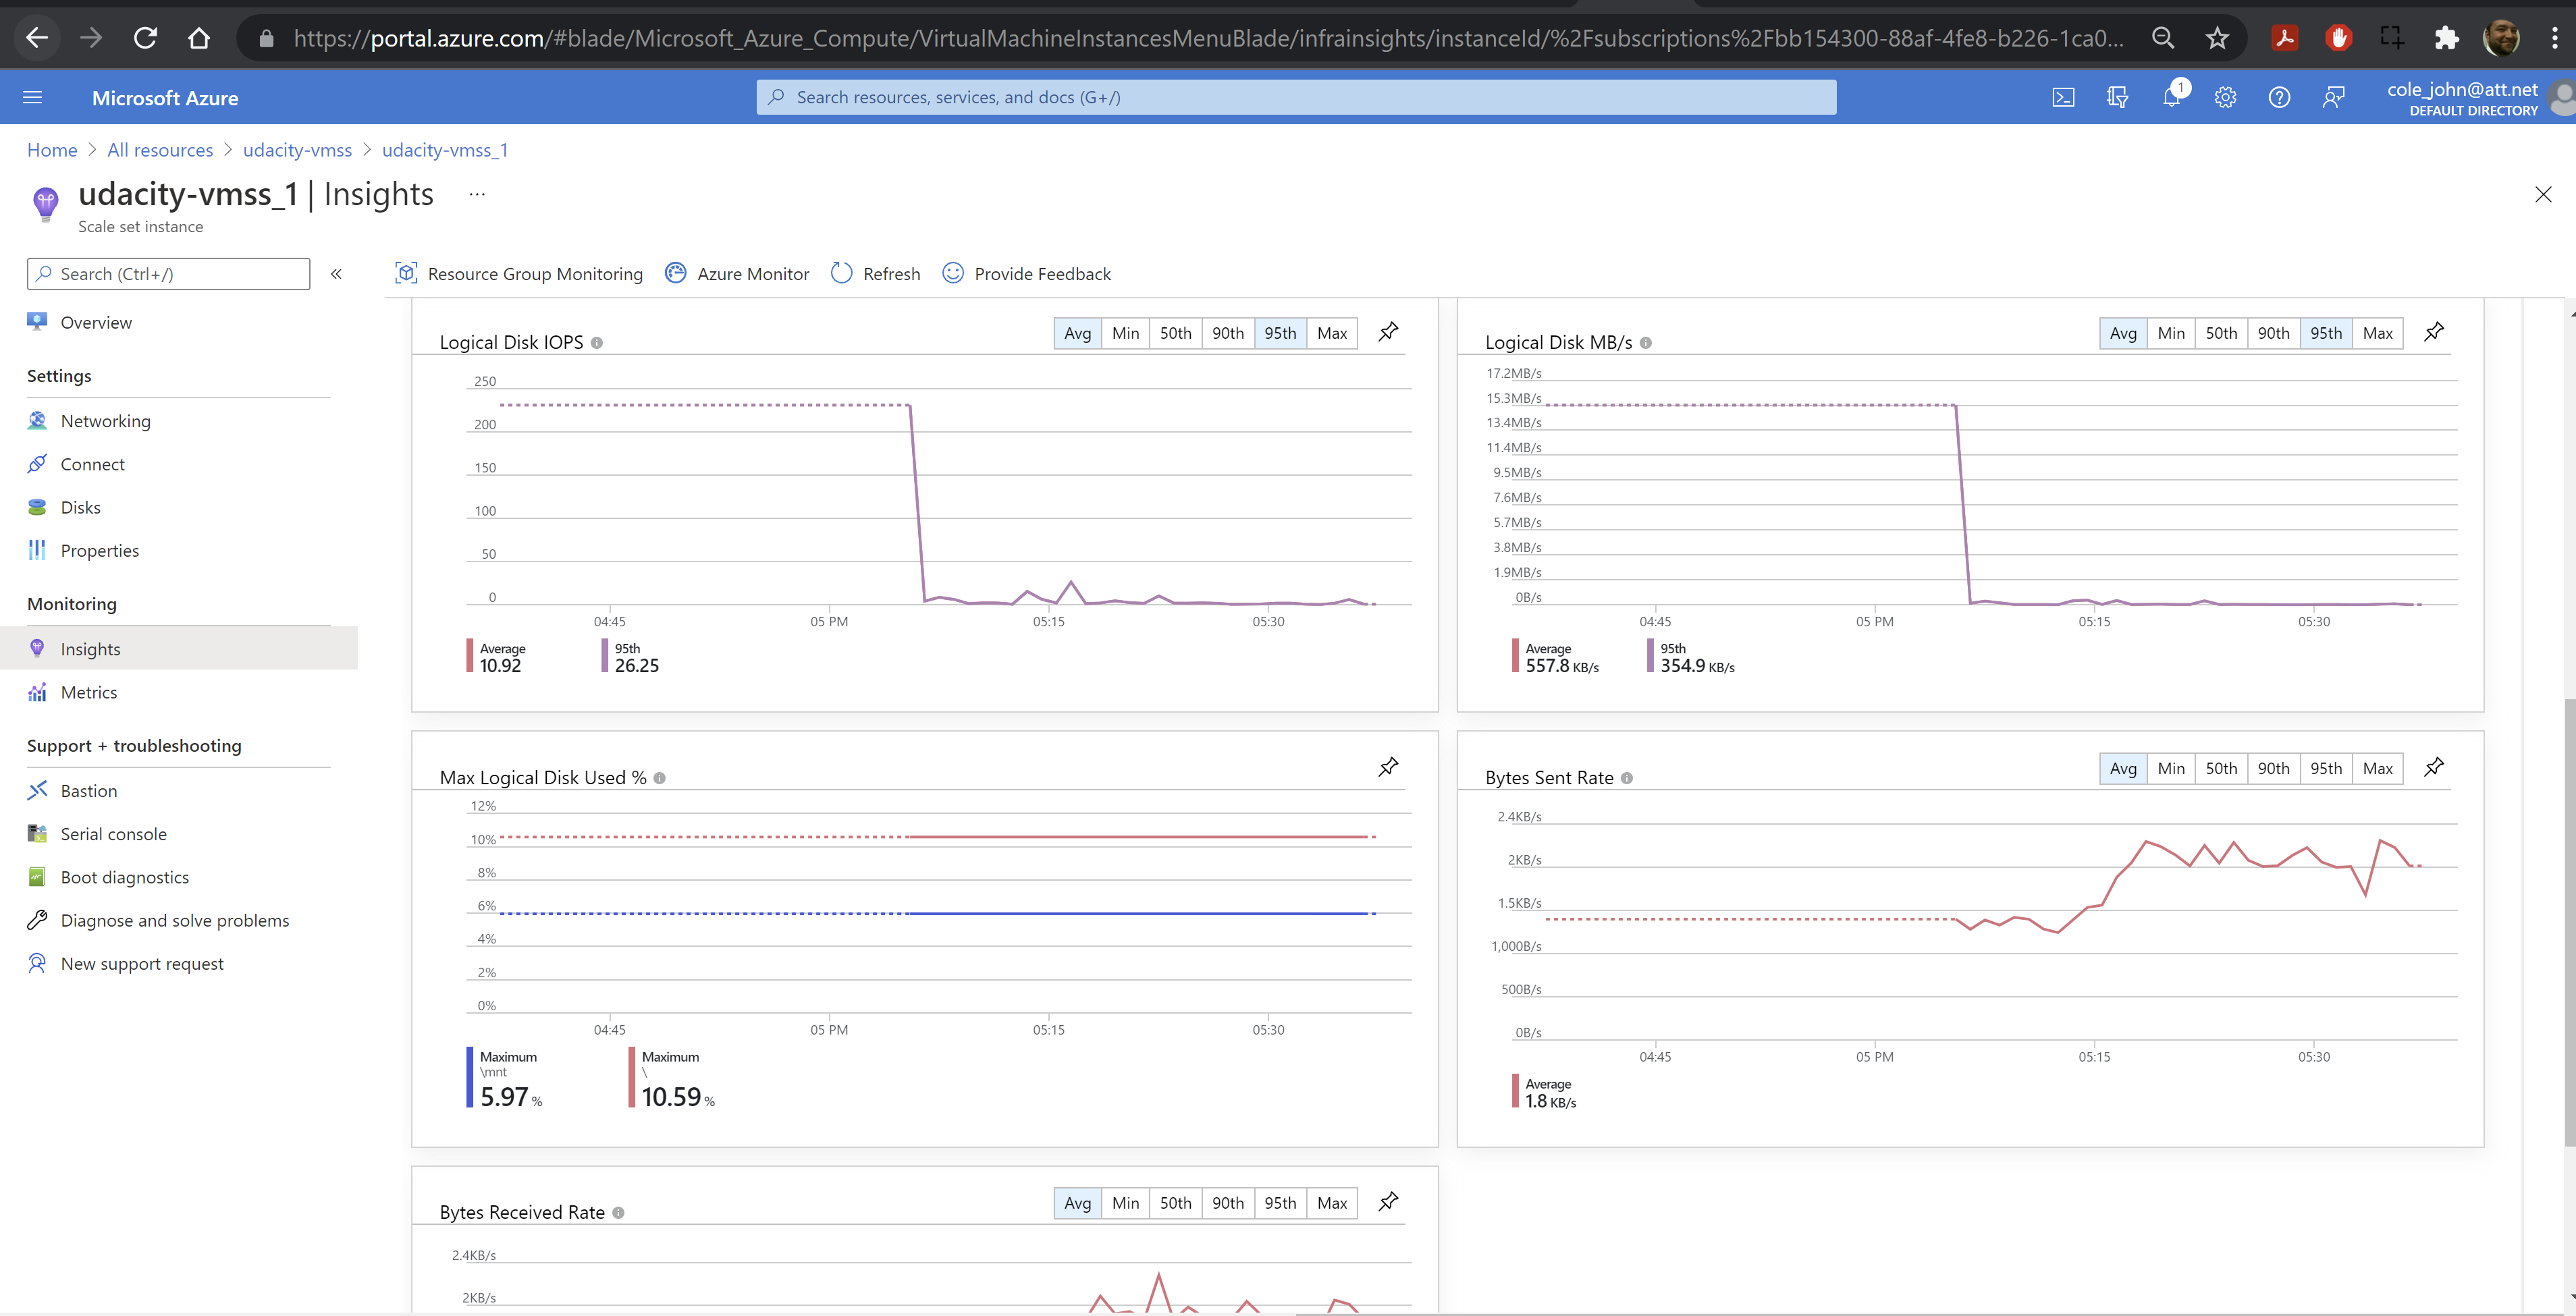 https://portal.azure.com/#blade/Microsoft_Azure_Compute/VirtualMachineInstancesMenuBlade/infrainsights/instanceId/%2Fsubscriptions%2Fbb154300-88af-4fe8-b226-1ca0...
Microsoft Azure
Search resources, services, and docs (G+/)
1
cole_john@att.net
DEFAULT DIRECTORY
Home > All resources > udacity-vmss > udacity-vmss_1
udacity-vmss_1 | Insights ...
Scale set instance
Search (Ctrl+/)
«
Resource Group Monitoring
Azure Monitor
Refresh
Provide Feedback
Overview
Settings
Networking
Connect
Disks
Properties
Monitoring
Insights
Metrics
Support + troubleshooting
Bastion
Serial console
Boot diagnostics
Diagnose and solve problems
New support request
Logical Disk IOPS
Avg Min 50th 90th 95th Max
250
200
150
100
50
0
04:45 05 PM 05:15 05:30
Average 95th
10.92 26.25
Logical Disk MB/s
Avg Min 50th 90th 95th Max
17.2MB/s
15.3MB/s
13.4MB/s
11.4MB/s
9.5MB/s
7.6MB/s
5.7MB/s
3.8MB/s
1.9MB/s
0B/s
04:45 05 PM 05:15 05:30
Average 95th
557.8 KB/s 354.9 KB/s
Max Logical Disk Used %
12%
10%
8%
6%
4%
2%
0%
04:45 05 PM 05:15 05:30
Maximum Maximum
\mnt \
5.97 % 10.59 %
Bytes Sent Rate
Avg Min 50th 90th 95th Max
2.4KB/s
2KB/s
1.5KB/s
1,000B/s
500B/s
0B/s
04:45 05 PM 05:15 05:30
Average
1.8 KB/s
Bytes Received Rate
Avg Min 50th 90th 95th Max
2.4KB/s
2KB/s